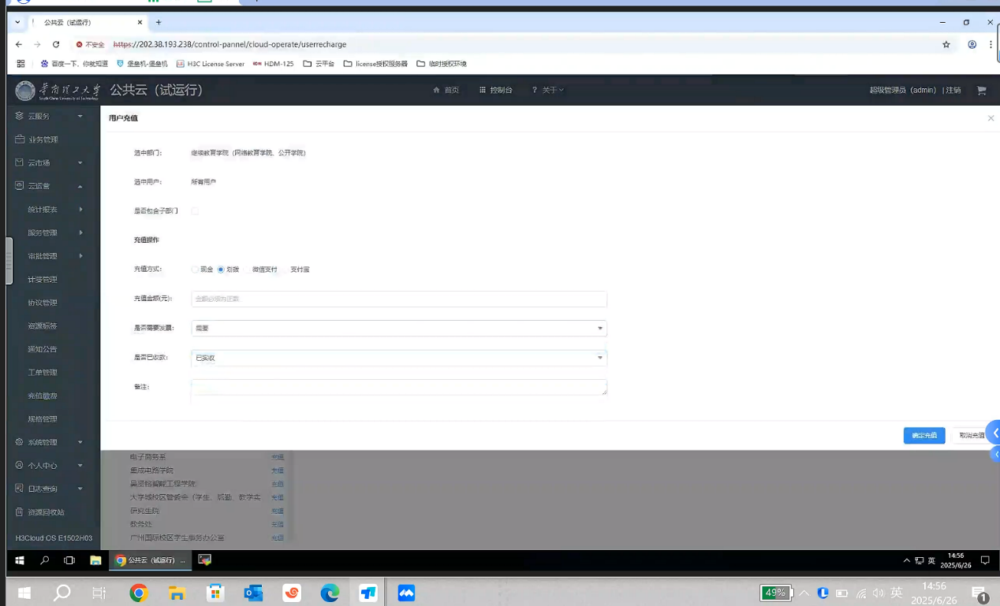 公共云（试运行）
不安全 https://202.38.193.238/control-pannel/cloud-operate/userrecharge
百度一下，你就知道 堡垒机-堡垒机 H3C License Server HDM-125 云平台 license授权服务器 临时授权环境
华南理工大学 South China University of Technology 公共云（试运行） 首页 控制台 ? 关于 超级管理员（admin） | 注销
云服务
业务管理
云市场
云运营
统计报表
服务管理
审批管理
计费管理
协议管理
资源标签
通知公告
工单管理
充值缴费
规格管理
系统管理
个人中心
日志查询
资源回收站
H3Cloud OS E1502H03
用户充值
选中部门： 继续教育学院（网络教育学院、公开学院）
选中用户： 所有用户
是否包含子部门
充值操作
充值方式： 现金 划拨 微信支付 支付宝
充值金额(元)： 金额必须为正数
是否需要发票： 需要
是否已收款： 已实收
备注：
确定充值 取消充值
电子商务系 充值
集成电路学院 充值
吴贤铭智能工程学院 充值
大学城校区管委会（学生、后勤、教学实 充值
研究生院 充值
教务处 充值
广州国际校区学生事务办公室 充值
公共云（试运行） ... 英 14:56
2025/6/26
49% 英 14:56
2025/6/26
1